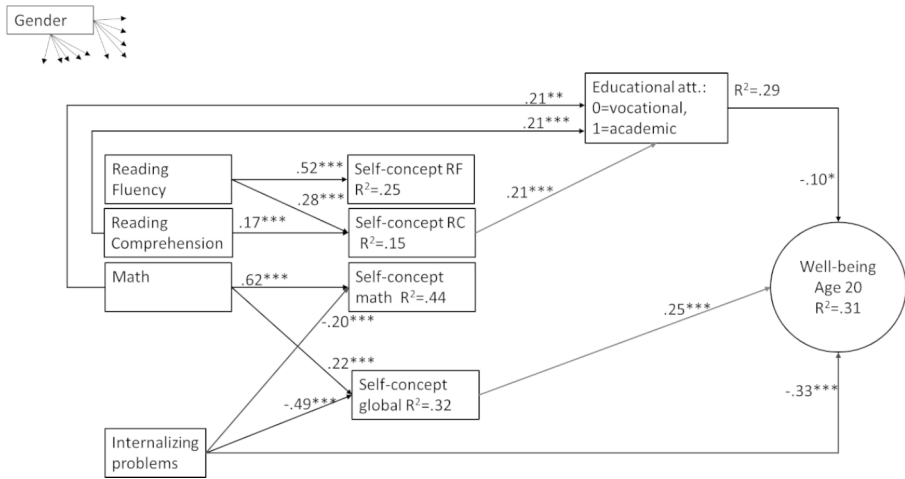 Gender
Educational att.:
0=vocational,
1=academic
R²=.29
.21**
.21***
Reading
Fluency
.52***
Self-concept RF
R²=.25
.28***
.21***
-.10*
Reading
Comprehension
.17***
Self-concept RC
R²=.15
Math
.62***
Self-concept
math R²=.44
Well-being
Age 20
R²=.31
-.20***
.25***
.22***
Self-concept
global R²=.32
-.49***
-.33***
Internalizing
problems